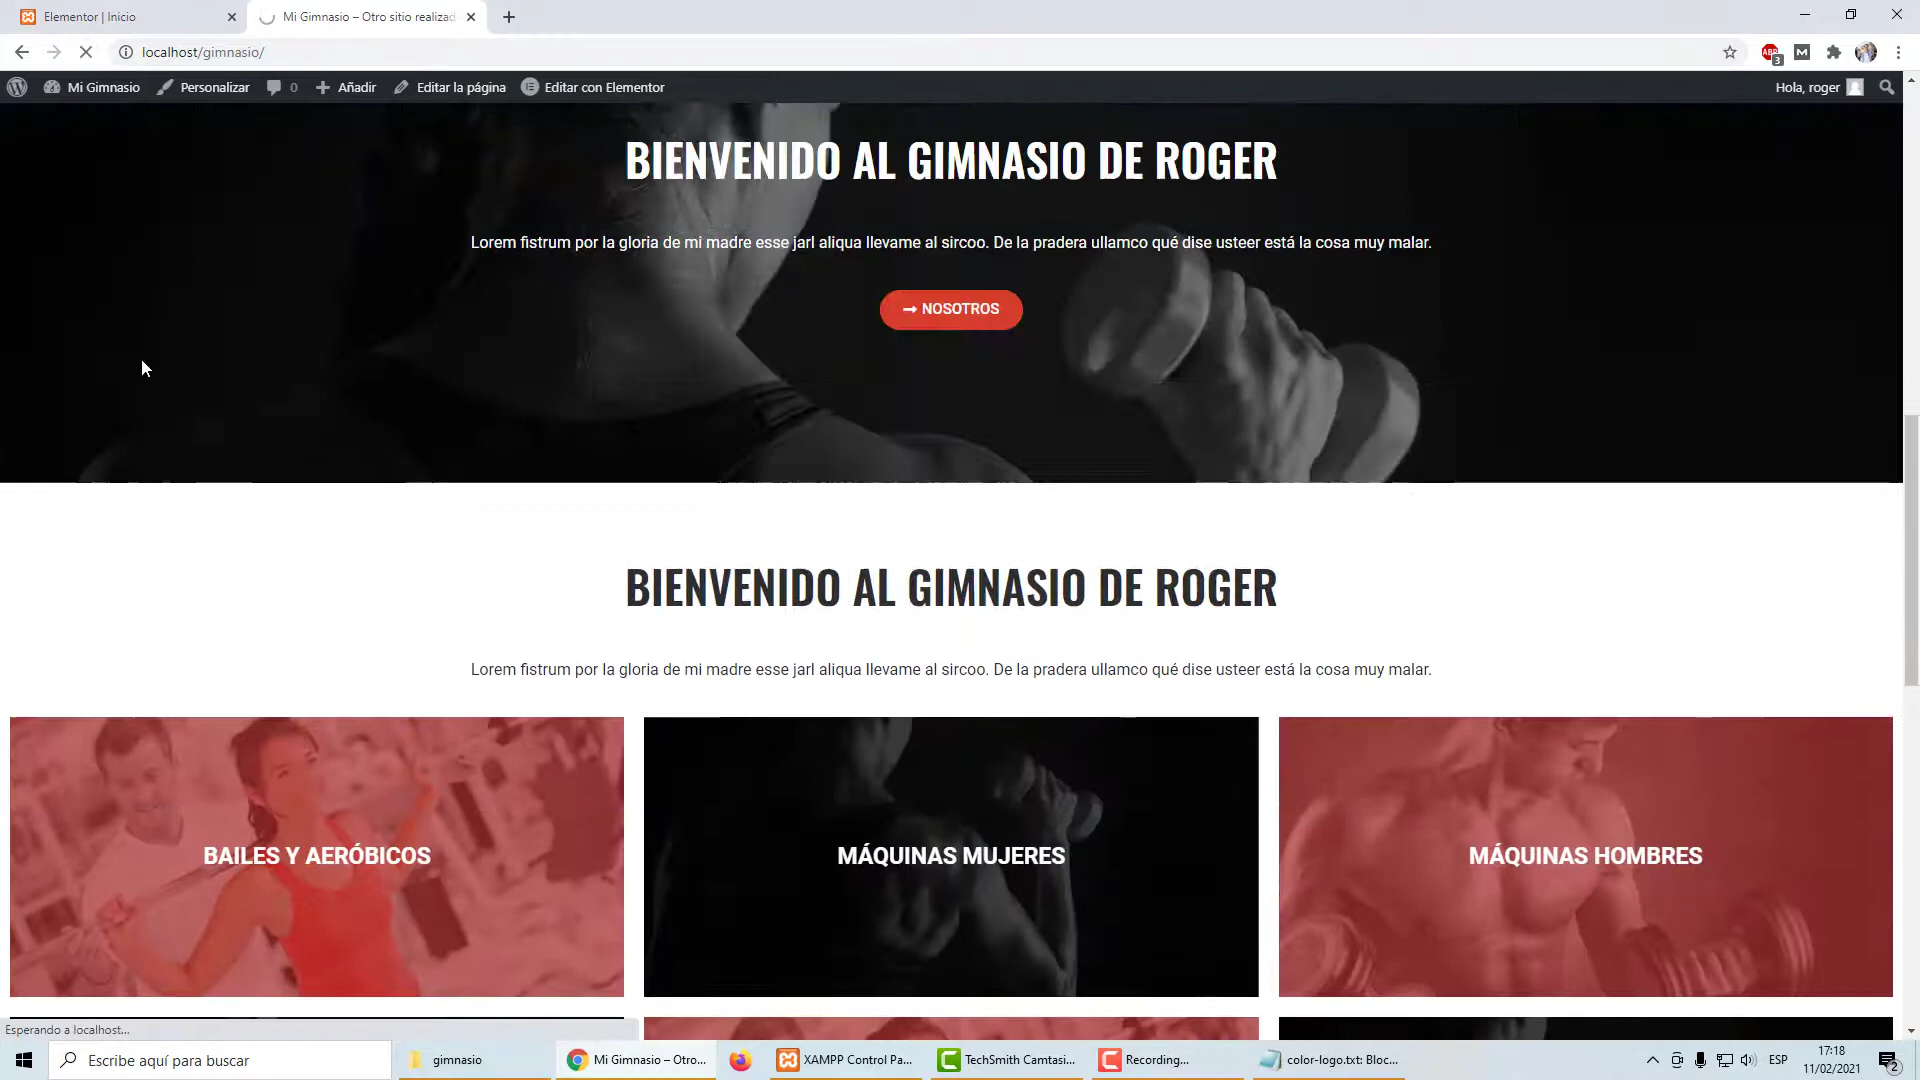 Elementor | Inicio
Mi Gimnasio – Otro sitio realizad
localhost/gimnasio/
ABP
3
M
Mi Gimnasio
Personalizar
0
Añadir
Editar la página
Editar con Elementor
Hola, roger
BIENVENIDO AL GIMNASIO DE ROGER
Lorem fistrum por la gloria de mi madre esse jarl aliqua llevame al sircoo. De la pradera ullamco qué dise usteer está la cosa muy malar.
NOSOTROS
BIENVENIDO AL GIMNASIO DE ROGER
Lorem fistrum por la gloria de mi madre esse jarl aliqua llevame al sircoo. De la pradera ullamco qué dise usteer está la cosa muy malar.
BAILES Y AERÓBICOS
MÁQUINAS MUJERES
MÁQUINAS HOMBRES
Esperando a localhost...
Escribe aquí para buscar
gimnasio
Mi Gimnasio – Otro...
XAMPP Control Pa...
TechSmith Camtasi...
Recording...
color-logo.txt: Bloc...
ESP
17:18
11/02/2021
2